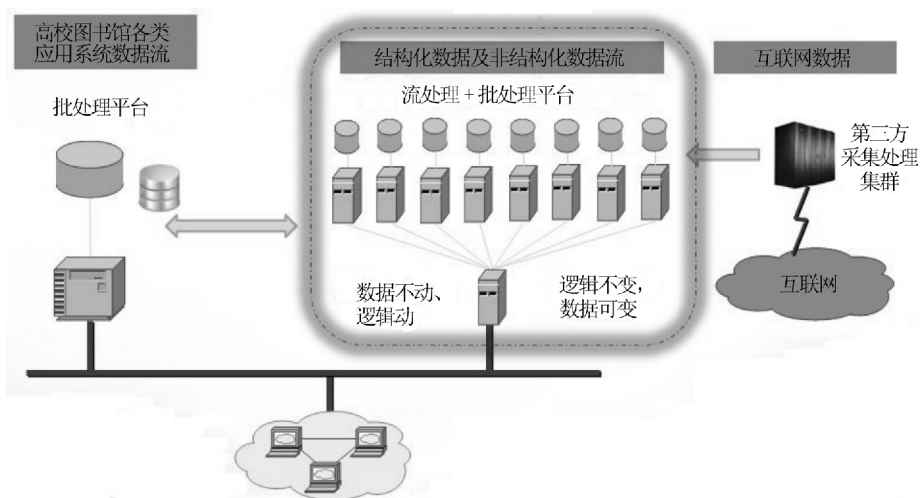 高校图书馆各类
应用系统数据流
批处理平台
结构化数据及非结构化数据流
流处理 + 批处理平台
数据不动、
逻辑动
逻辑不变,
数据可变
互联网数据
第三方
采集处理
集群
互联网